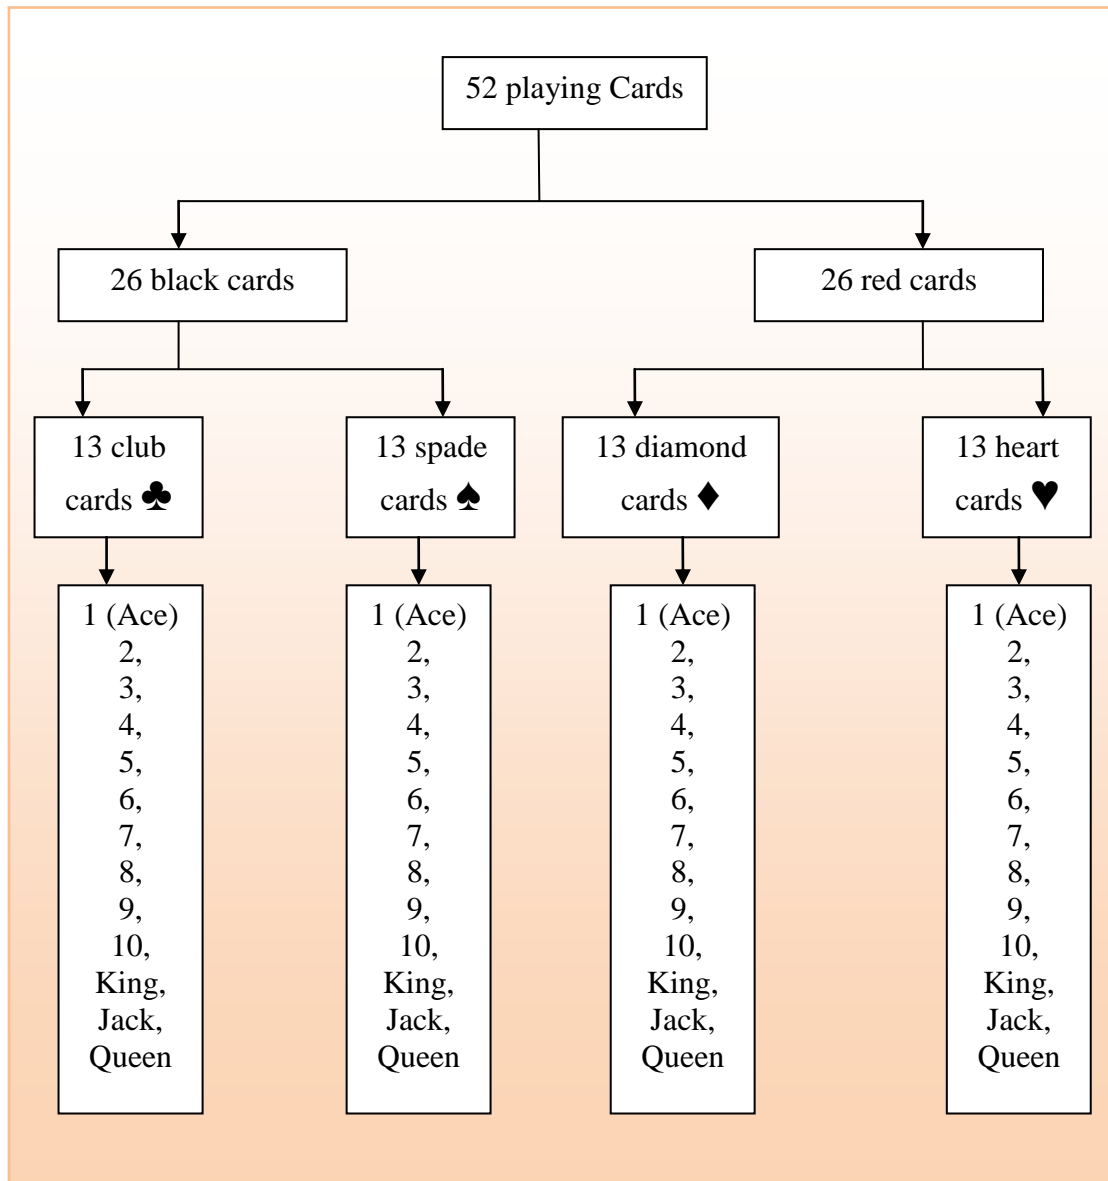 52 playing Cards
26 black cards
26 red cards
13 club
cards ♣
13 spade
cards ♠
13 diamond
cards ♦
13 heart
cards ♥
1 (Ace)
2,
3,
4,
5,
6,
7,
8,
9,
10,
King,
Jack,
Queen
1 (Ace)
2,
3,
4,
5,
6,
7,
8,
9,
10,
King,
Jack,
Queen
1 (Ace)
2,
3,
4,
5,
6,
7,
8,
9,
10,
King,
Jack,
Queen
1 (Ace)
2,
3,
4,
5,
6,
7,
8,
9,
10,
King,
Jack,
Queen